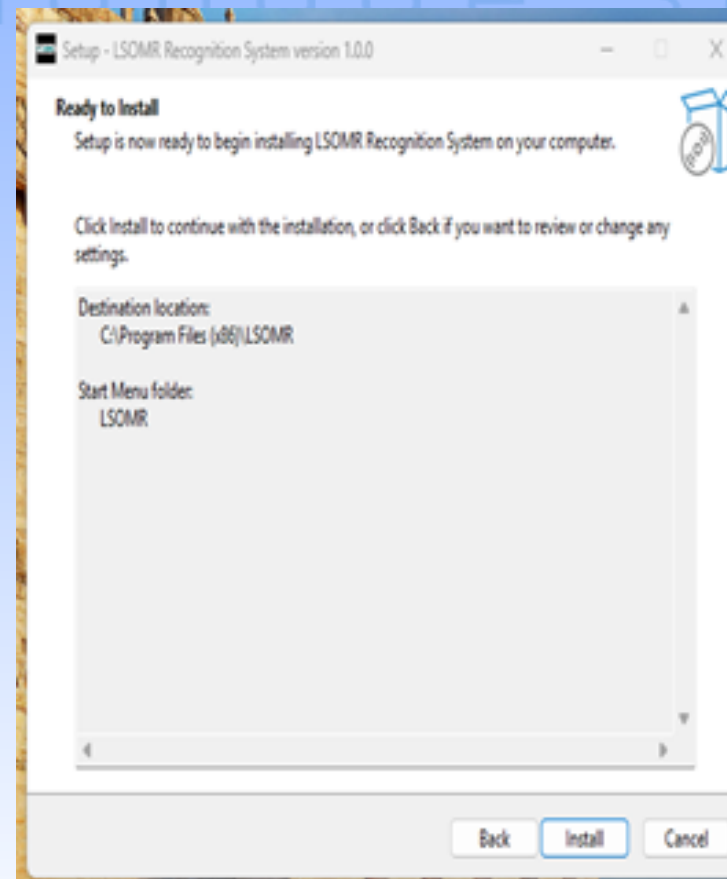 Setup - LSOMR Recognition System version 1.0.0
Ready to Install
Setup is now ready to begin installing LSOMR Recognition System on your computer.
Click Install to continue with the installation, or click Back if you want to review or change any
settings.
Destination location:
C:\Program Files (x86)\LSOMR
Start Menu folder:
LSOMR
Back
Install
Cancel